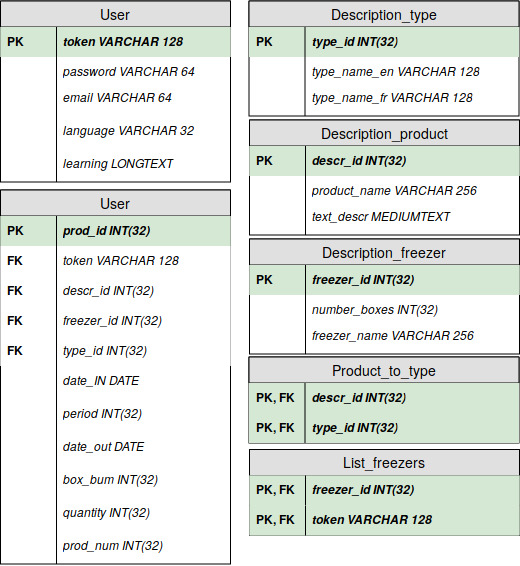 User
PK token VARCHAR 128
password VARCHAR 64
email VARCHAR 64
language VARCHAR 32
learning LONGTEXT
User
PK prod_id INT(32)
FK token VARCHAR 128
FK descr_id INT(32)
FK freezer_id INT(32)
FK type_id INT(32)
date_IN DATE
period INT(32)
date_out DATE
box_bum INT(32)
quantity INT(32)
prod_num INT(32)
Description_type
PK type_id INT(32)
type_name_en VARCHAR 128
type_name_fr VARCHAR 128
Description_product
PK descr_id INT(32)
product_name VARCHAR 256
text_descr MEDIUMTEXT
Description_freezer
PK freezer_id INT(32)
number_boxes INT(32)
freezer_name VARCHAR 256
Product_to_type
PK, FK descr_id INT(32)
PK, FK type_id INT(32)
List_freezers
PK, FK freezer_id INT(32)
PK, FK token VARCHAR 128